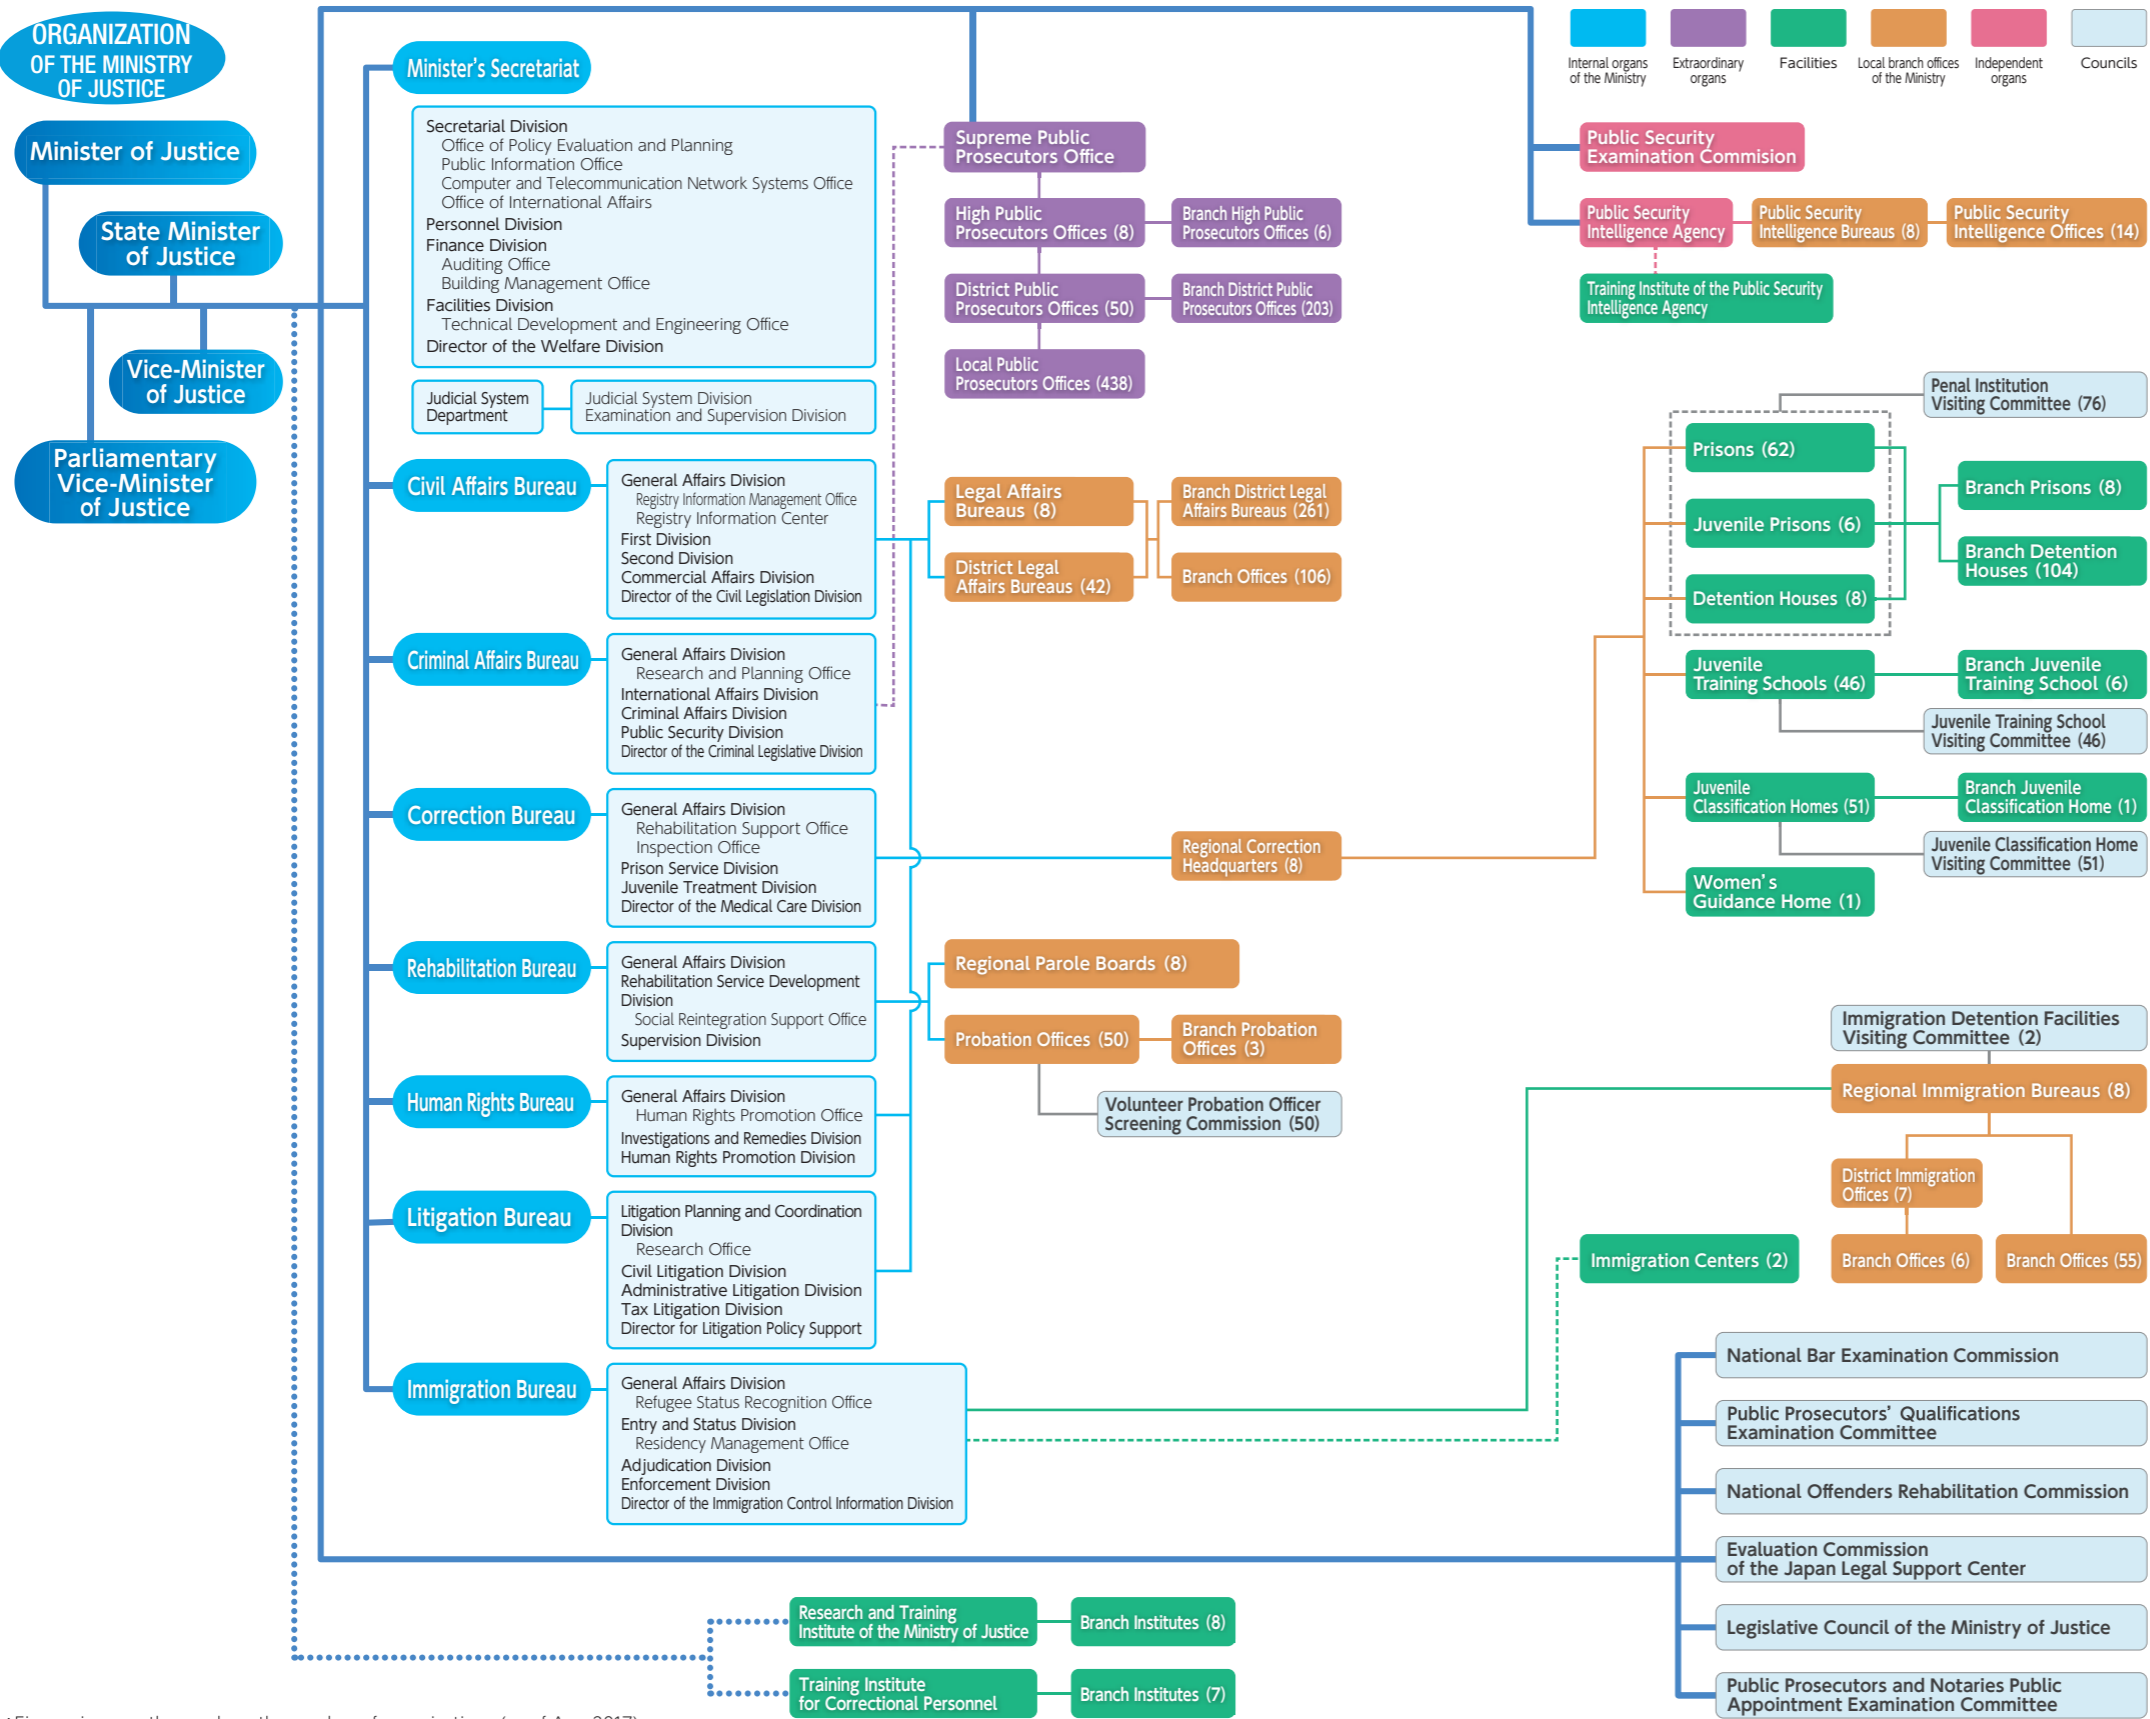 ORGANIZATION
OF THE MINISTRY
OF JUSTICE
Minister of Justice
State Minister
of Justice
Vice-Minister
of Justice
Parliamentary
Vice-Minister
of Justice
Internal organs
of the Ministry
Extraordinary
organs
Facilities
Local branch offices
of the Ministry
Independent
organs
Councils
Minister's Secretariat
Secretarial Division
Office of Policy Evaluation and Planning
Public Information Office
Computer and Telecommunication Network Systems Office
Office of International Affairs
Personnel Division
Finance Division
Auditing Office
Building Management Office
Facilities Division
Technical Development and Engineering Office
Director of the Welfare Division
Judicial System
Department
Judicial System Division
Examination and Supervision Division
Civil Affairs Bureau
General Affairs Division
Registry Information Management Office
Registry Information Center
First Division
Second Division
Commercial Affairs Division
Director of the Civil Legislation Division
Criminal Affairs Bureau
General Affairs Division
Research and Planning Office
International Affairs Division
Criminal Affairs Division
Public Security Division
Director of the Criminal Legislative Division
Correction Bureau
General Affairs Division
Rehabilitation Support Office
Inspection Office
Prison Service Division
Juvenile Treatment Division
Director of the Medical Care Division
Rehabilitation Bureau
General Affairs Division
Rehabilitation Service Development
Division
Social Reintegration Support Office
Supervision Division
Human Rights Bureau
General Affairs Division
Human Rights Promotion Office
Investigations and Remedies Division
Human Rights Promotion Division
Litigation Bureau
Litigation Planning and Coordination
Division
Research Office
Civil Litigation Division
Administrative Litigation Division
Tax Litigation Division
Director for Litigation Policy Support
Immigration Bureau
General Affairs Division
Refugee Status Recognition Office
Entry and Status Division
Residency Management Office
Adjudication Division
Enforcement Division
Director of the Immigration Control Information Division
Supreme Public
Prosecutors Office
High Public
Prosecutors Offices (8)
Branch High Public
Prosecutors Offices (6)
District Public
Prosecutors Offices (50)
Branch District Public
Prosecutors Offices (203)
Local Public
Prosecutors Offices (438)
Legal Affairs
Bureaus (8)
Branch District Legal
Affairs Bureaus (261)
District Legal
Affairs Bureaus (42)
Branch Offices (106)
Regional Correction
Headquarters (8)
Regional Parole Boards (8)
Probation Offices (50)
Branch Probation
Offices (3)
Volunteer Probation Officer
Screening Commission (50)
Public Security
Examination Commision
Public Security
Intelligence Agency
Public Security
Intelligence Bureaus (8)
Public Security
Intelligence Offices (14)
Training Institute of the Public Security
Intelligence Agency
Penal Institution
Visiting Committee (76)
Prisons (62)
Juvenile Prisons (6)
Detention Houses (8)
Branch Prisons (8)
Branch Detention
Houses (104)
Juvenile
Training Schools (46)
Branch Juvenile
Training School (6)
Juvenile Training School
Visiting Committee (46)
Juvenile
Classification Homes (51)
Branch Juvenile
Classification Home (1)
Juvenile Classification Home
Visiting Committee (51)
Women's
Guidance Home (1)
Immigration Detention Facilities
Visiting Committee (2)
Regional Immigration Bureaus (8)
District Immigration
Offices (7)
Immigration Centers (2)
Branch Offices (6)
Branch Offices (55)
National Bar Examination Commission
Public Prosecutors' Qualifications
Examination Committee
National Offenders Rehabilitation Commission
Evaluation Commission
of the Japan Legal Support Center
Legislative Council of the Ministry of Justice
Public Prosecutors and Notaries Public
Appointment Examination Committee
Research and Training
Institute of the Ministry of Justice
Branch Institutes (8)
Training Institute
for Correctional Personnel
Branch Institutes (7)